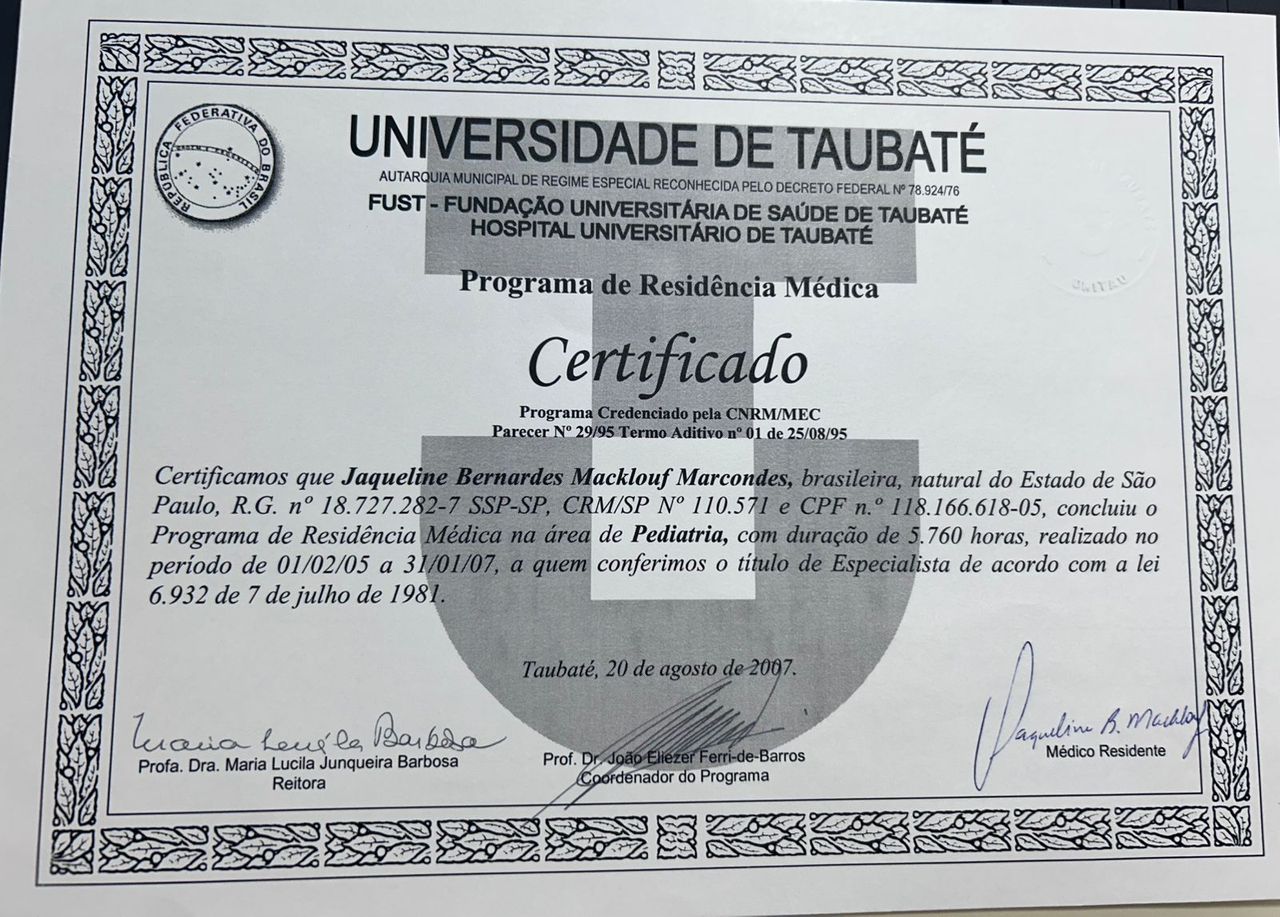 REPÚBLICA FEDERATIVA DO BRASIL
ORDEM E PROGRESSO
UNIVERSIDADE DE TAUBATÉ
AUTARQUIA MUNICIPAL DE REGIME ESPECIAL RECONHECIDA PELO DECRETO FEDERAL Nº 78.924/76
FUST - FUNDAÇÃO UNIVERSITÁRIA DE SAÚDE DE TAUBATÉ
HOSPITAL UNIVERSITÁRIO DE TAUBATÉ
UNITAU
Programa de Residência Médica
Certificado
Programa Credenciado pela CNRM/MEC
Parecer Nº 29/95 Termo Aditivo nº 01 de 25/08/95
Certificamos que Jaqueline Bernardes Macklouf Marcondes, brasileira, natural do Estado de São
Paulo, R.G. nº 18.727.282-7 SSP-SP, CRM/SP Nº 110.571 e CPF n.º 118.166.618-05, concluiu o
Programa de Residência Médica na área de Pediatria, com duração de 5.760 horas, realizado no
período de 01/02/05 a 31/01/07, a quem conferimos o título de Especialista de acordo com a lei
6.932 de 7 de julho de 1981.
Taubaté, 20 de agosto de 2007.
Maria Lucila Barbosa
Profa. Dra. Maria Lucila Junqueira Barbosa
Reitora
Prof. Dr. João Eliezer Ferri-de-Barros
Coordenador do Programa
Jaqueline B. Macklouf
Médico Residente